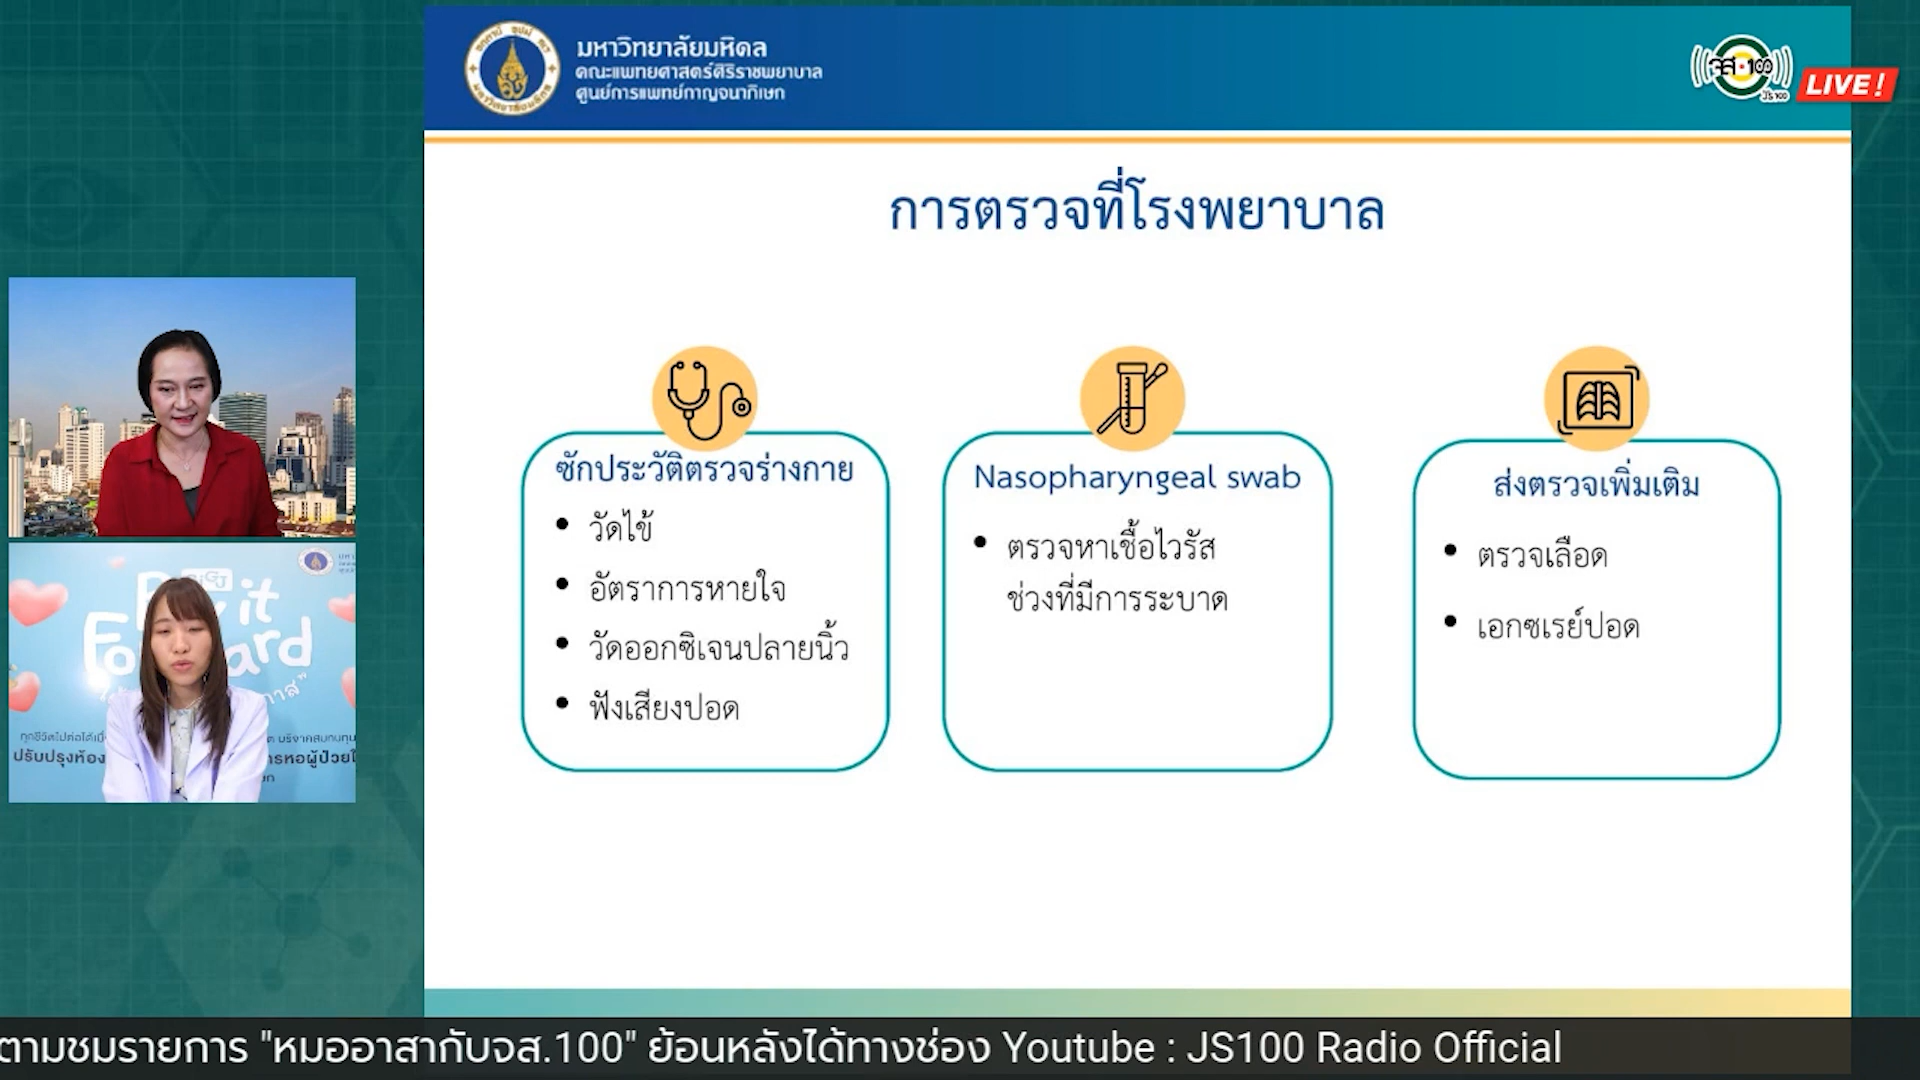 มหาวิทยาลัยมหิดล
คณะแพทยศาสตร์ศิริราชพยาบาล
ศูนย์การแพทย์กาญจนาภิเษก
จส.100
JS100
LIVE!
การตรวจที่โรงพยาบาล
ซักประวัติตรวจร่างกาย
• วัดไข้
• อัตราการหายใจ
• วัดออกซิเจนปลายนิ้ว
• ฟังเสียงปอด
Nasopharyngeal swab
• ตรวจหาเชื้อไวรัส
ช่วงที่มีการระบาด
ส่งตรวจเพิ่มเติม
• ตรวจเลือด
• เอกซเรย์ปอด
it
ปรับปรุงห้อง
ตามชมรายการ "หมออาสากับจส.100" ย้อนหลังได้ทางช่อง Youtube : JS100 Radio Official